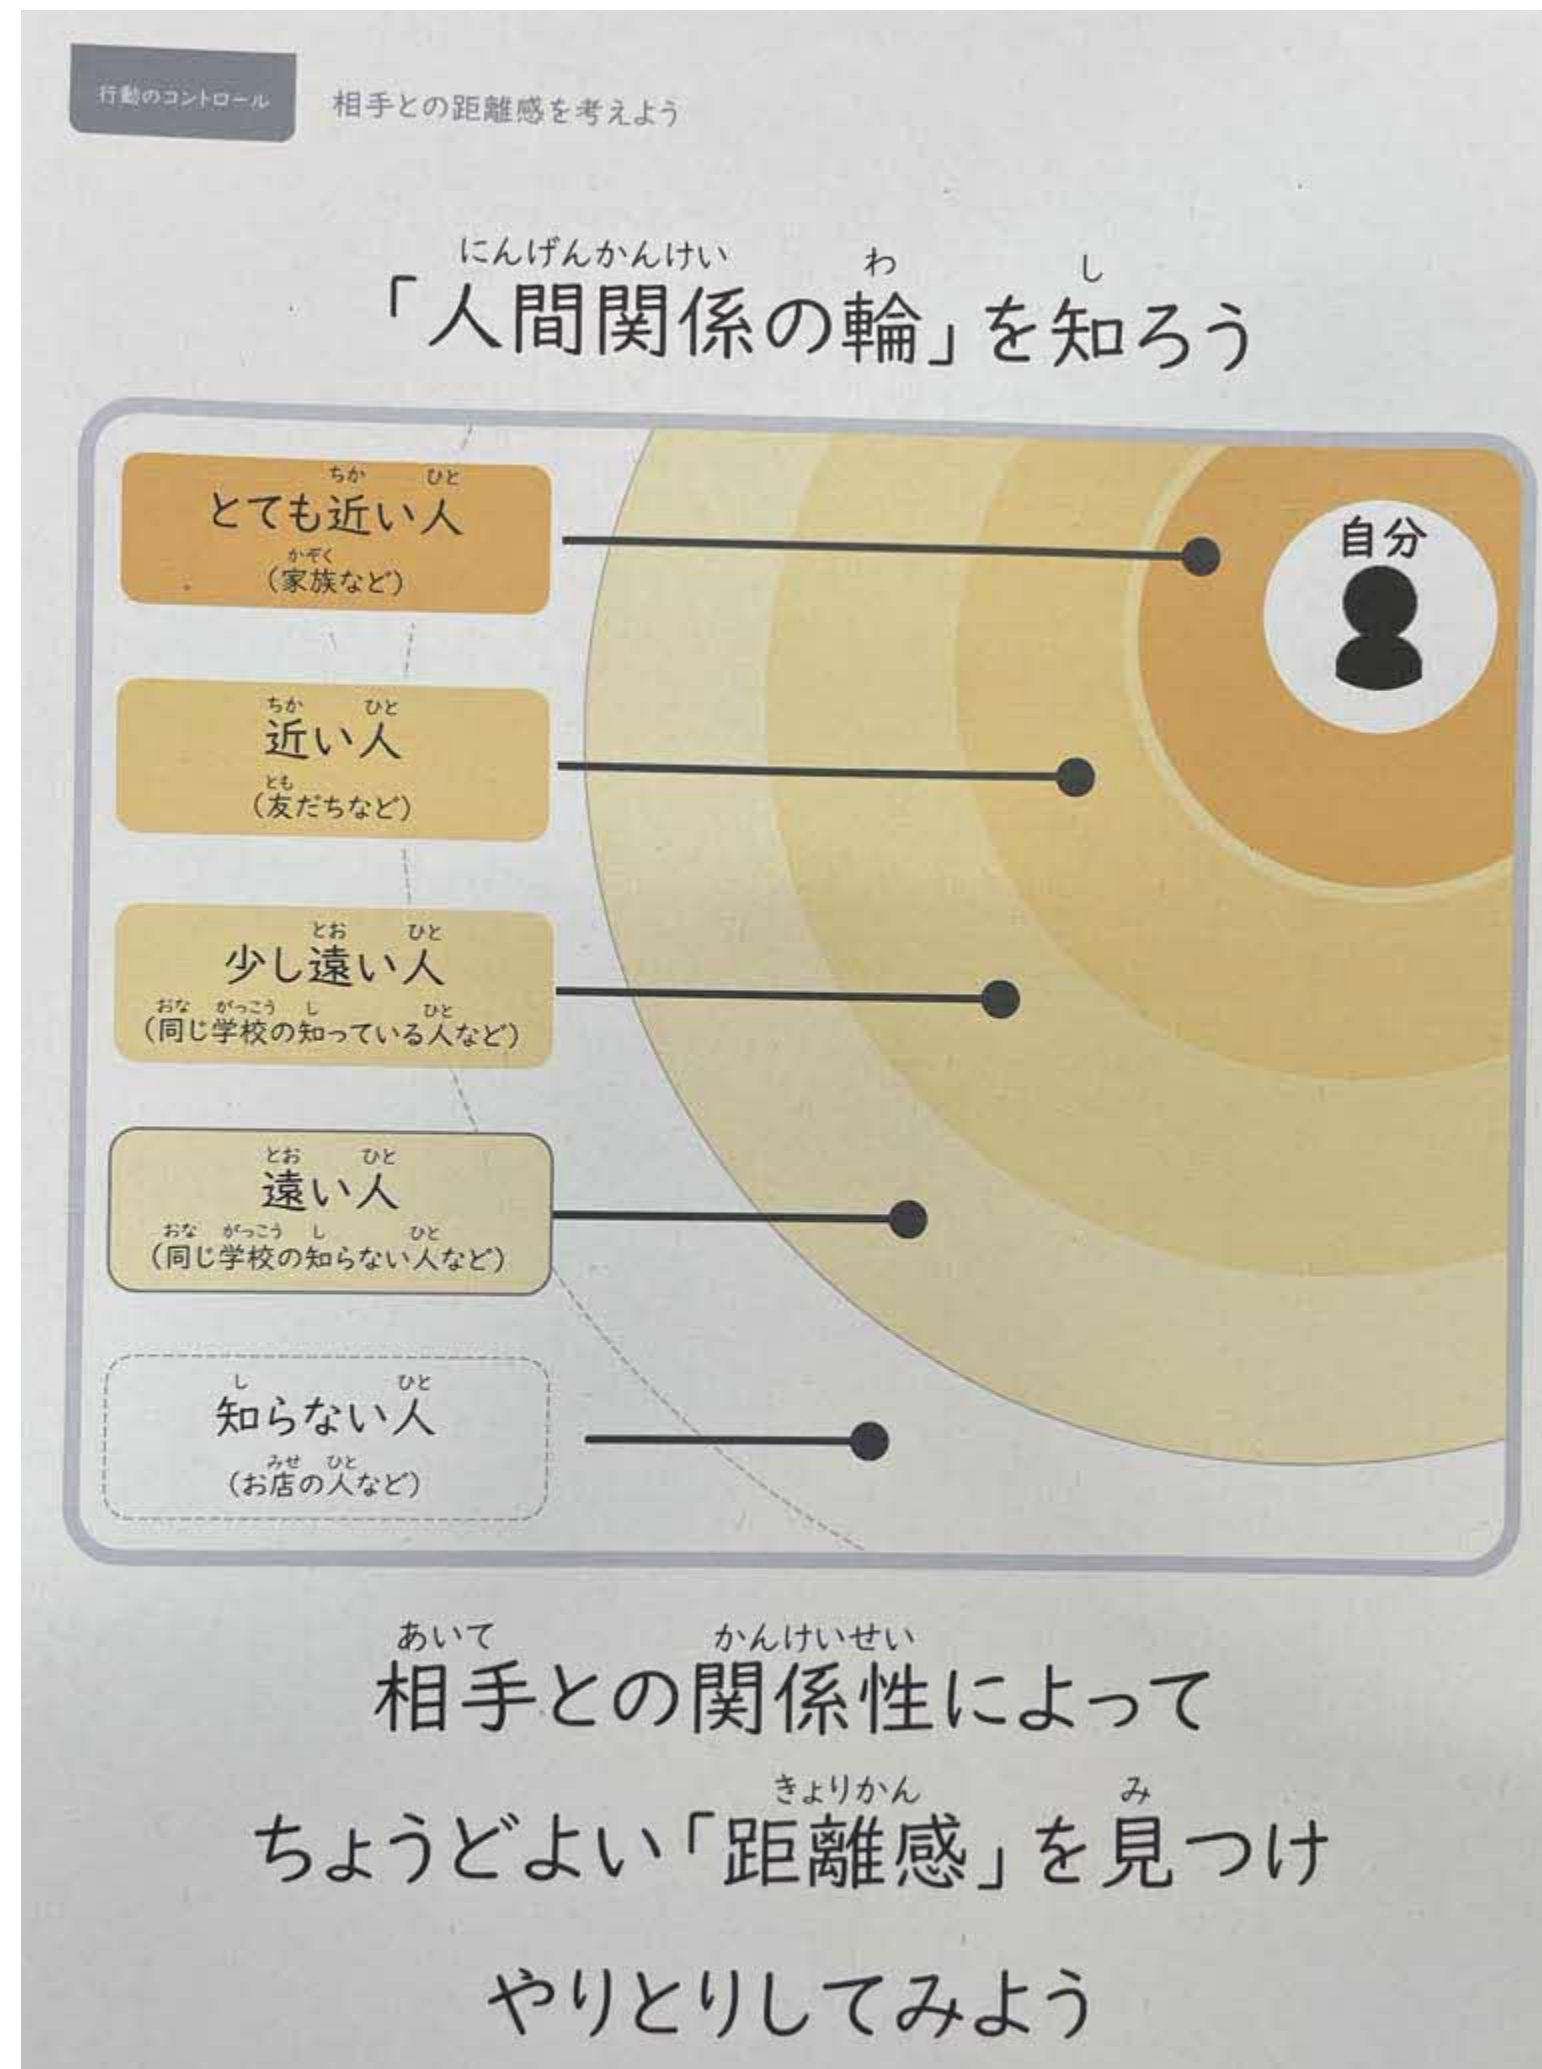 行動のコントロール
相手との距離感を考えよう
にんげんかんけい わ し
「人間関係の輪」を知ろう
ちか ひと
とても近い人
かぞく
（家族など）
自分
ちか ひと
近い人
とも
（友だちなど）
とお ひと
少し遠い人
おな がっこう し ひと
（同じ学校の知っている人など）
とお ひと
遠い人
おな がっこう し ひと
（同じ学校の知らない人など）
し ひと
知らない人
みせ ひと
（お店の人など）
あいて かんけいせい
相手との関係性によって
きょりかん み
ちょうどよい「距離感」を見つけ
やりとりしてみよう